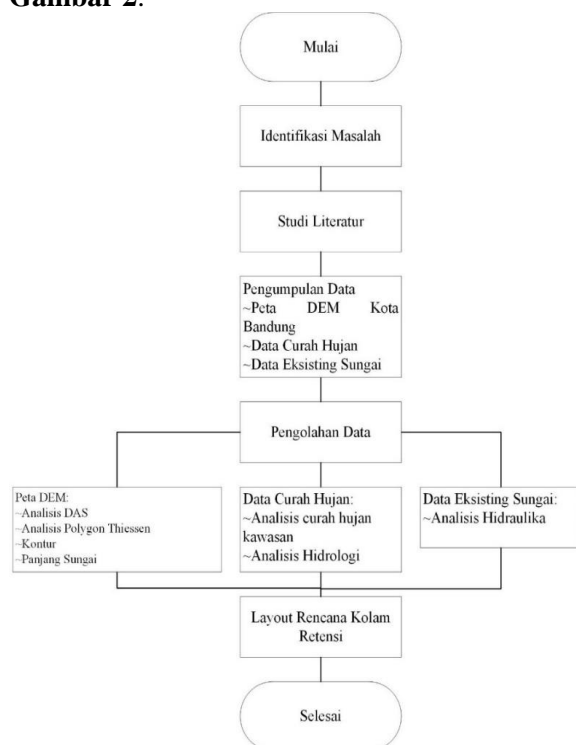 Gambar 2.
Mulai
Identifikasi Masalah
Studi Literatur
Pengumpulan Data
~Peta DEM Kota
Bandung
~Data Curah Hujan
~Data Eksisting Sungai
Pengolahan Data
Peta DEM:
~Analisis DAS
~Analisis Polygon Thiessen
~Kontur
~Panjang Sungai
Data Curah Hujan:
~Analisis curah hujan
kawasan
~Analisis Hidrologi
Data Eksisting Sungai:
~Analisis Hidraulika
Layout Rencana Kolam
Retensi
Selesai